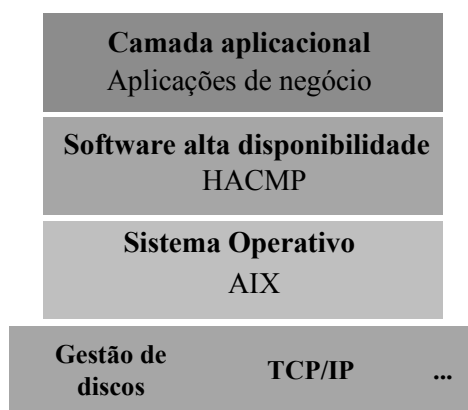 Camada aplicacional
Aplicações de negócio
Software alta disponibilidade
HACMP
Sistema Operativo
AIX
Gestão de
discos
TCP/IP
...